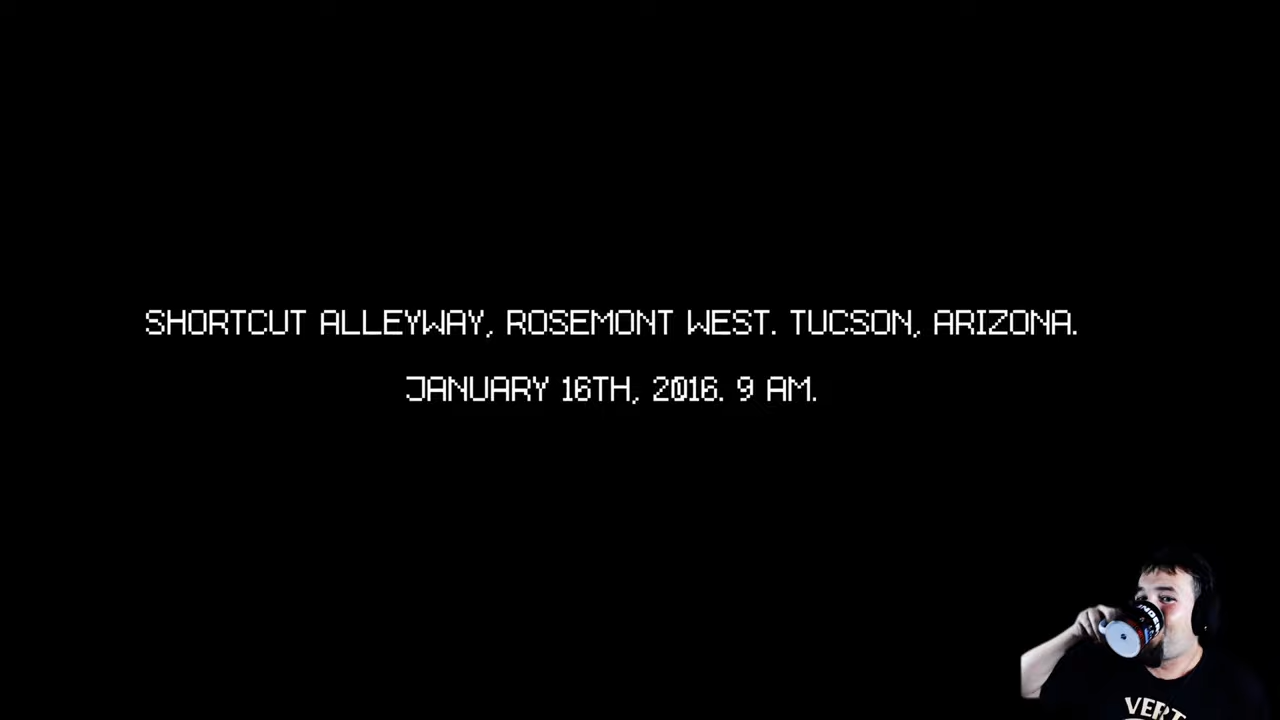 SHORTCUT ALLEYWAY, ROSEMONT WEST. TUCSON, ARIZONA.
JANUARY 16TH, 2016. 9 AM.